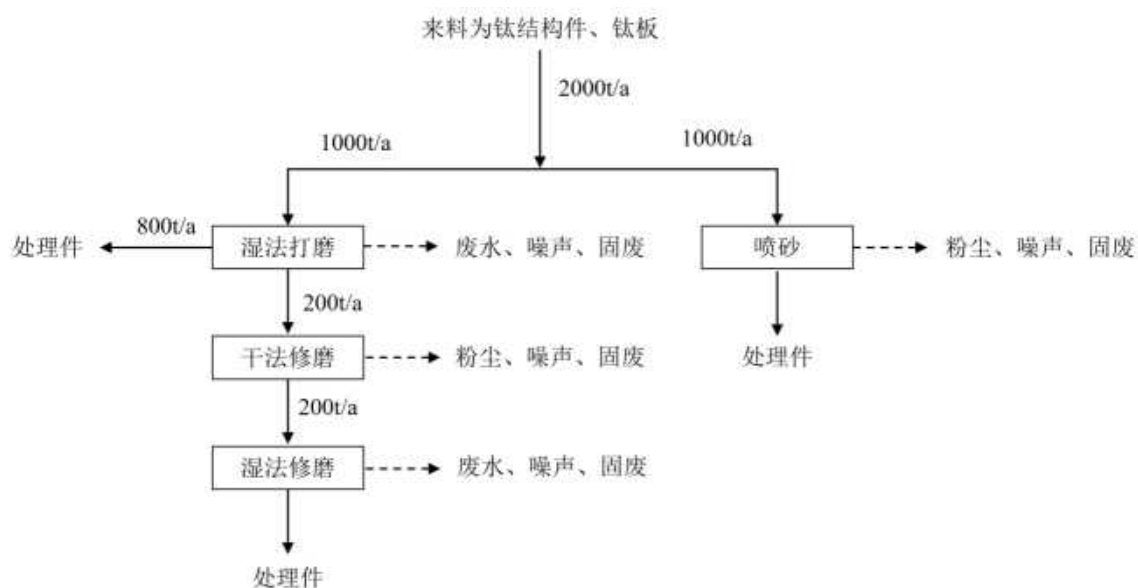 来料为钛结构件、钛板
2000t/a
1000t/a
1000t/a
800t/a
处理件
湿法打磨
废水、噪声、固废
喷砂
粉尘、噪声、固废
200t/a
干法修磨
粉尘、噪声、固废
处理件
200t/a
湿法修磨
废水、噪声、固废
处理件